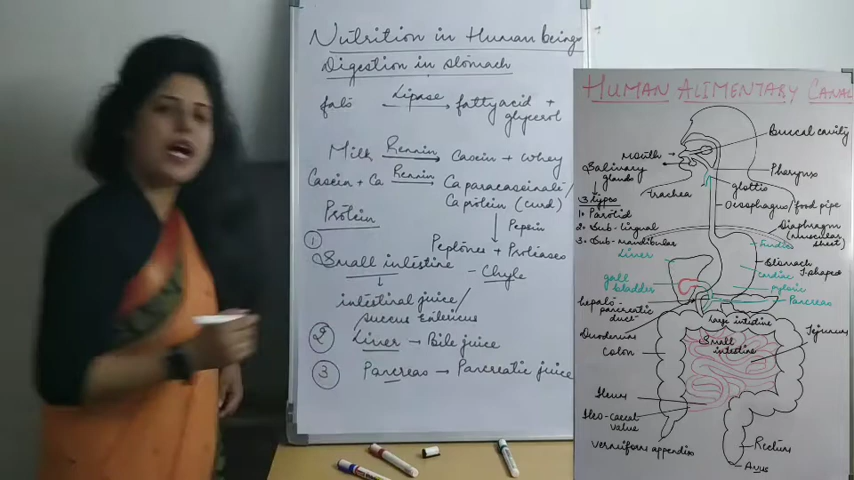 Nutrition in Human beings
Digestion in stomach
fats Lipase fatty acid +
glycerol
Milk Rennin Casein + whey
Casein + Ca Rennin Ca paracaseinate/
Ca protein (curd)
Protein
Pepsin
Peptones + Proteases
1
Small intestine - Chyle
intestinal juice/
succus entericus
2 Liver → Bile juice
3 Pancreas → Pancreatic juice
HUMAN ALIMENTARY CANAL
Buccal cavity
mouth
Salivary
glands
Pharynx
trachea
glottis
3 types
1. Parotid
2. Sub-lingual
3. Sub-mandibular
Oesophagus/food pipe
Diaphragm
(muscular
sheet)
Liver
Fundus
Stomach
J-shaped
cardiac
gall
bladder
pyloric
Pancreas
hepato-
pancreatic
duct
Large intestine
Duodenum
Jejunum
Small
intestine
Colon
Ileum
Ileo-caecal
valve
vermiform appendix
Rectum
Anus